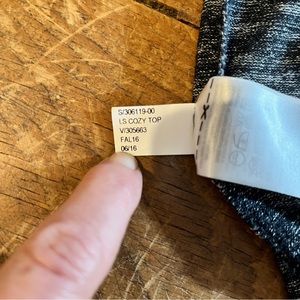 S/306119-00
LS COZY TOP
V/305663
FAL16
06/16